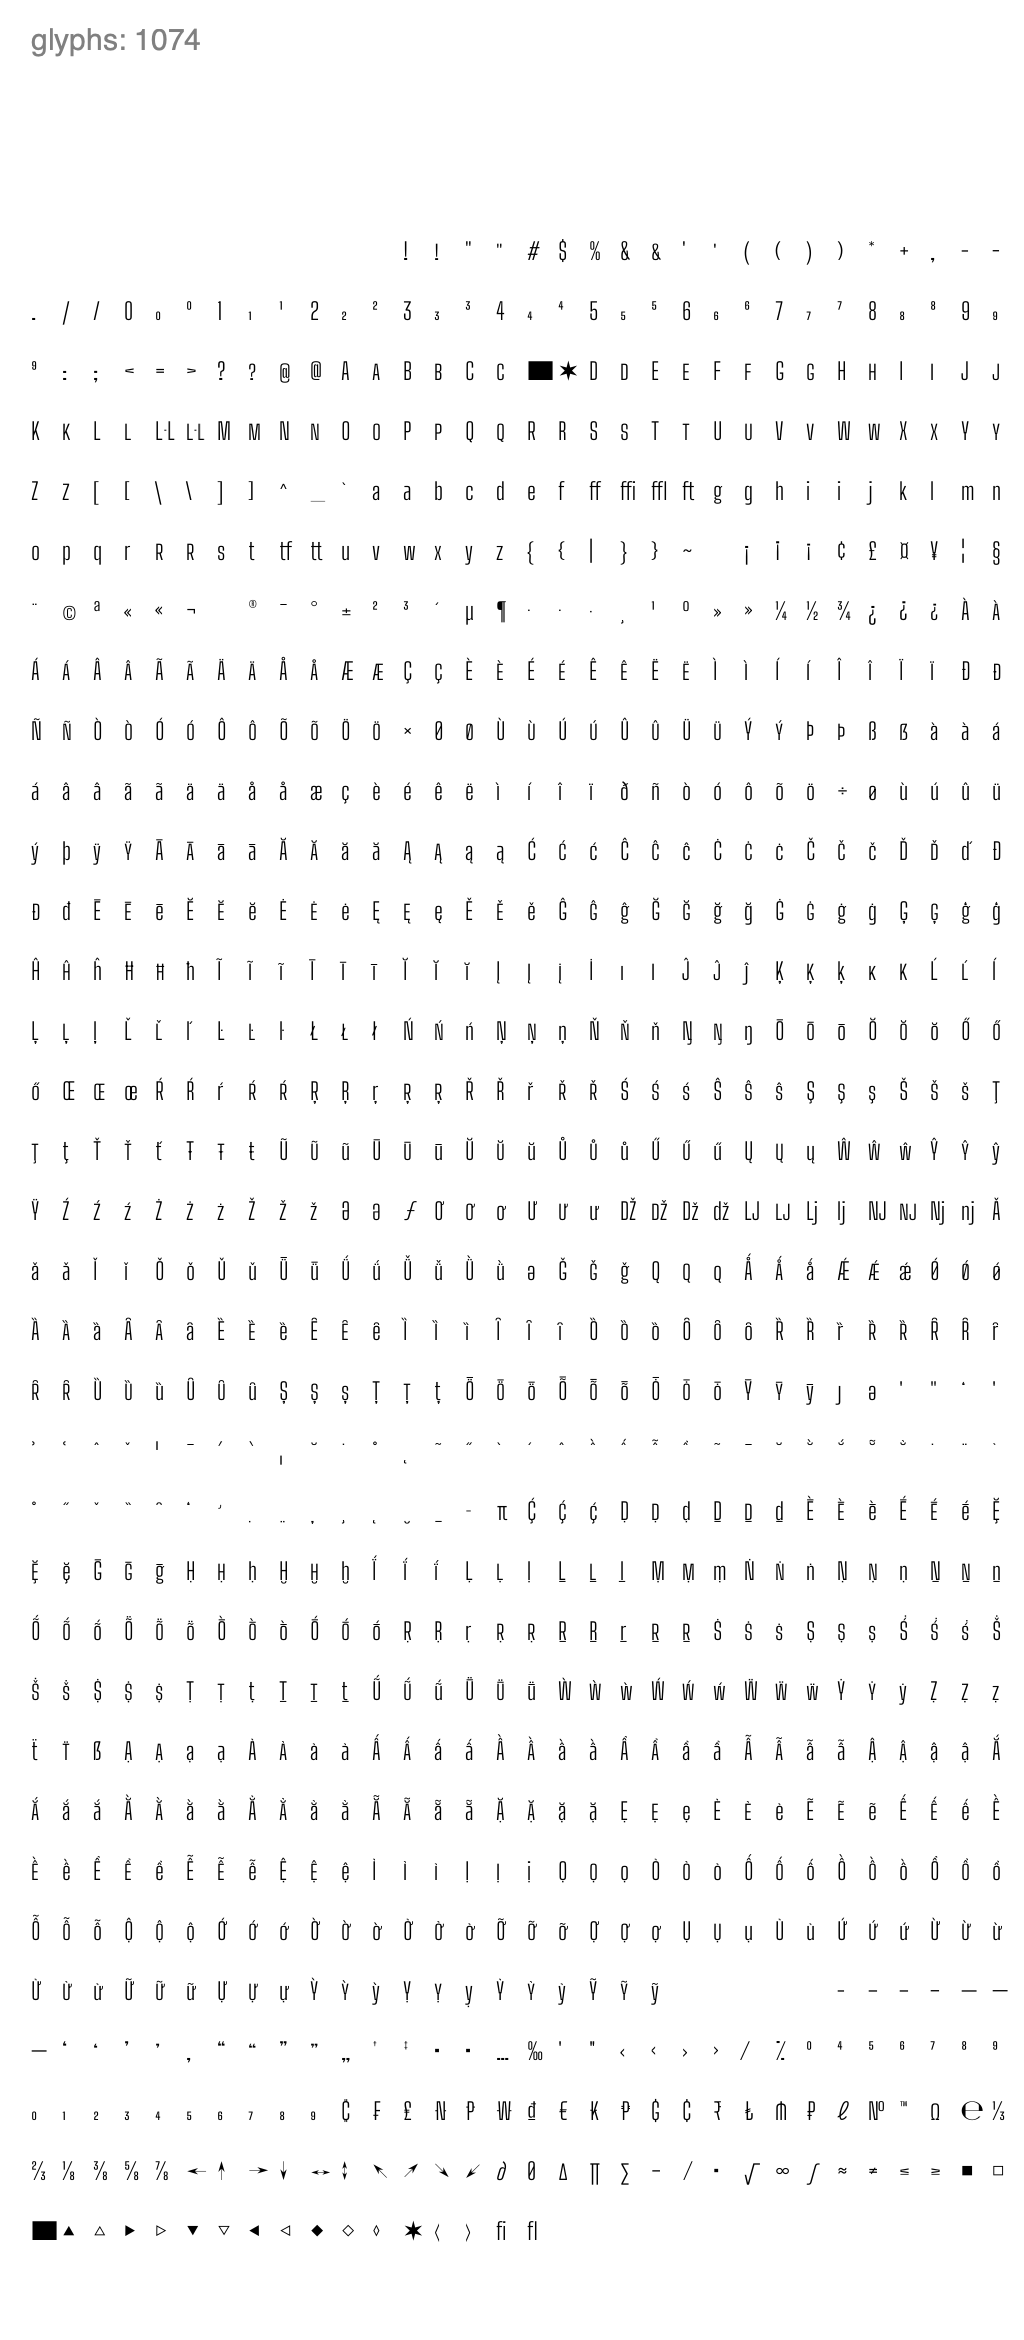 glyphs: 1074
! ! " " # $ % & & ' ' ( ( ) ) * + , - -
. / / 0 ₀ ⁰ 1 ₁ ¹ 2 ₂ ² 3 ₃ ³ 4 ₄ ⁴ 5 ₅ ⁵ 6 ₆ ⁶ 7 ₇ ⁷ 8 ₈ ⁸ 9 ₉
⁹ : ; < = > ? ? @ @ A A B B C C ■ ✶ D D E E F F G G H H I I J J
K K L L L·L L·L M M N N O O P P Q Q R R S S T T U U V V W W X X Y Y
Z Z [ [ \ \ ] ] ^ _ ` a a b c d e f ff ffi ffl ft g g h i i j k l m n
o p q r R R s t tf tt u v w x y z { { | } } ~ ¡ ¡ ¡ ¢ £ ¤ ¥ ¦ §
¨ © ª « « ¬ ® ¯ ° ± ² ³ ´ µ ¶ · · · ¸ ¹ º » » ¼ ½ ¾ ¿ ¿ ¿ À À
Á Á Â Â Ã Ã Ä Ä Å Å Æ Æ Ç Ç È È É É Ê Ê Ë Ë Ì Ì Í Í Î Î Ï Ï Ð Ð
Ñ Ñ Ò Ò Ó Ó Ô Ô Õ Õ Ö Ö × Ø Ø Ù Ù Ú Ú Û Û Ü Ü Ý Ý Þ Þ ß ß à à á
á â â ã ã ä ä å å æ ç è é ê ë ì í î ï ð ñ ò ó ô õ ö ÷ ø ù ú û ü
ý þ ÿ Ÿ Ā Ā ā ā Ă Ă ă ă Ą Ą ą ą Ć Ć ć Ĉ Ĉ ĉ Ċ Ċ ċ Č Č č Ď Ď ď Đ
Đ đ Ē Ē ē Ĕ Ĕ ĕ Ė Ė ė Ę Ę ę Ě Ě ě Ĝ Ĝ ĝ Ğ Ğ ğ ğ Ġ Ġ ġ ġ Ģ Ģ ģ ģ
Ĥ Ĥ ĥ Ħ Ħ ħ Ĩ Ĩ ĩ Ī Ī ī Ĭ Ĭ ĭ Į Į į İ ı ı Ĵ Ĵ ĵ Ķ Ķ ķ ĸ K Ĺ Ĺ ĺ
Ļ Ļ ļ Ľ Ľ ľ Ŀ Ŀ ŀ Ł Ł ł Ń Ń ń Ņ Ņ ņ Ň Ň ň Ŋ Ŋ ŋ Ō Ō ō Ŏ Ŏ ŏ Ő Ő
ő Œ Œ œ Ŕ Ŕ ŕ Ŕ Ŕ Ŗ Ŗ ŗ Ŗ Ŗ Ř Ř ř Ř Ř Ś Ś ś Ŝ Ŝ ŝ Ş Ş ş Š Š š Ţ
Ţ ţ Ť Ť ť Ŧ Ŧ ŧ Ũ Ũ ũ Ū Ū ū Ŭ Ŭ ŭ Ů Ů ů Ű Ű ű Ų Ų ų Ŵ Ŵ ŵ Ŷ Ŷ ŷ
Ÿ Ź Ź ź Ż Ż ż Ž Ž ž Ə ə ƒ Ơ Ơ ơ Ư Ư ư DŽ DŽ Dž dž LJ LJ Lj lj NJ NJ Nj nj Ǎ
ǎ ǎ Ǐ ǐ Ǒ ǒ Ǔ ǔ Ǖ ǖ Ǘ ǘ Ǚ ǚ Ǜ ǜ ǝ Ǧ Ǧ ǧ Q Q q Ǻ Ǻ ǻ Ǽ Ǽ ǽ Ǿ Ǿ ǿ
Ȁ Ȁ ȁ Ȃ Ȃ ȃ Ȅ Ȅ ȅ Ȇ Ȇ ȇ Ȉ Ȉ ȉ Ȋ Ȋ ȋ Ȍ Ȍ ȍ Ȏ Ȏ ȏ Ȑ Ȑ ȑ Ȑ Ȑ Ȓ Ȓ ȓ
Ȓ Ȓ Ȕ Ȕ ȕ Ȗ Ȗ ȗ Ș Ș ș Ț Ț ț Ȫ Ȫ ȫ Ȭ Ȭ ȭ Ȱ Ȱ ȱ Ȳ Ȳ ȳ ȷ ə ' "
π Ḉ Ḉ ḉ Ḍ Ḍ ḍ Ḏ Ḏ ḏ Ḕ Ḕ ḕ Ḗ Ḗ ḗ Ḝ
Ḝ ḝ Ḡ Ḡ ḡ Ḥ Ḥ ḥ Ḫ Ḫ ḫ Ḯ Ḯ ḯ Ḷ Ḷ ḷ Ḻ Ḻ ḻ Ṃ Ṃ ṃ Ṅ Ṅ ṅ Ṇ Ṇ ṇ Ṉ Ṉ ṉ
Ṍ Ṍ ṍ Ṏ Ṏ ṏ Ṑ Ṑ ṑ Ṓ Ṓ ṓ Ṛ Ṛ ṛ Ṛ Ṛ Ṟ Ṟ ṟ Ṟ Ṟ Ṡ Ṡ ṡ Ṣ Ṣ ṣ Ṥ Ṥ ṥ Ṧ
Ṧ ṧ Ṩ Ṩ ṩ Ṭ Ṭ ṭ Ṯ Ṯ ṯ Ṹ Ṹ ṹ Ṻ Ṻ ṻ Ẁ Ẁ ẁ Ẃ Ẃ ẃ Ẅ Ẅ ẅ Ẏ Ẏ ẏ Ẓ Ẓ ẓ
ẗ T̈ ẞ Ạ Ạ ạ ạ Ả Ả ả ả Ấ Ấ ấ ấ Ầ Ầ ầ ầ Ẩ Ẩ ẩ ẩ Ẫ Ẫ ẫ ẫ Ậ Ậ ậ ậ Ắ
Ắ ắ ắ Ằ Ằ ằ ằ Ẳ Ẳ ẳ ẳ Ẵ Ẵ ẵ ẵ Ặ Ặ ặ ặ Ẹ Ẹ ẹ Ẻ Ẻ ẻ Ẽ Ẽ ẽ Ế Ế ế Ề
Ề ề Ể Ể ể Ễ Ễ ễ Ệ Ệ ệ Ỉ Ỉ ỉ Ị Ị ị Ọ Ọ ọ Ỏ Ỏ ỏ Ố Ố ố Ồ Ồ ồ Ổ Ổ ổ
Ỗ Ỗ ỗ Ộ Ộ ộ Ớ Ớ ớ Ờ Ờ ờ Ở Ở ở Ỡ Ỡ ỡ Ợ Ợ ợ Ụ Ụ ụ Ủ ủ Ứ Ứ ứ Ừ Ừ ừ
Ử Ử ử Ữ Ữ ữ Ự Ự ự Ỳ Ỳ ỳ Ỵ Ỵ ỵ Ỷ Ỷ ỷ Ỹ Ỹ ỹ - - – – — —
— ‘ ‘ ’ ’ ‚ “ “ ” ” „ † ‡ • • … ‰ ′ ″ ‹ ‹ › › ⁄ ⁒ ⁰ ⁴ ⁵ ⁶ ⁷ ⁸ ⁹
₀ ₁ ₂ ₃ ₄ ₅ ₆ ₇ ₈ ₉ ₵ ₣ ₤ ₦ ₱ ₩ ₫ € ₭ ₱ ₲ ₵ ₹ ₺ ₼ ₽ ℓ № ™ Ω ℮ ⅓
⅔ ⅛ ⅜ ⅝ ⅞ ← ↑ → ↓ ↔ ↕ ↖ ↗ ↘ ↙ ∂ ∅ ∆ ∏ ∑ − ∕ ∙ √ ∞ ∫ ≈ ≠ ≤ ≥ ■ □
■ ▲ △ ▶ ▷ ▼ ▽ ◀ ◁ ◆ ◇ ◊ ✶ ⟨ ⟩ fi fl